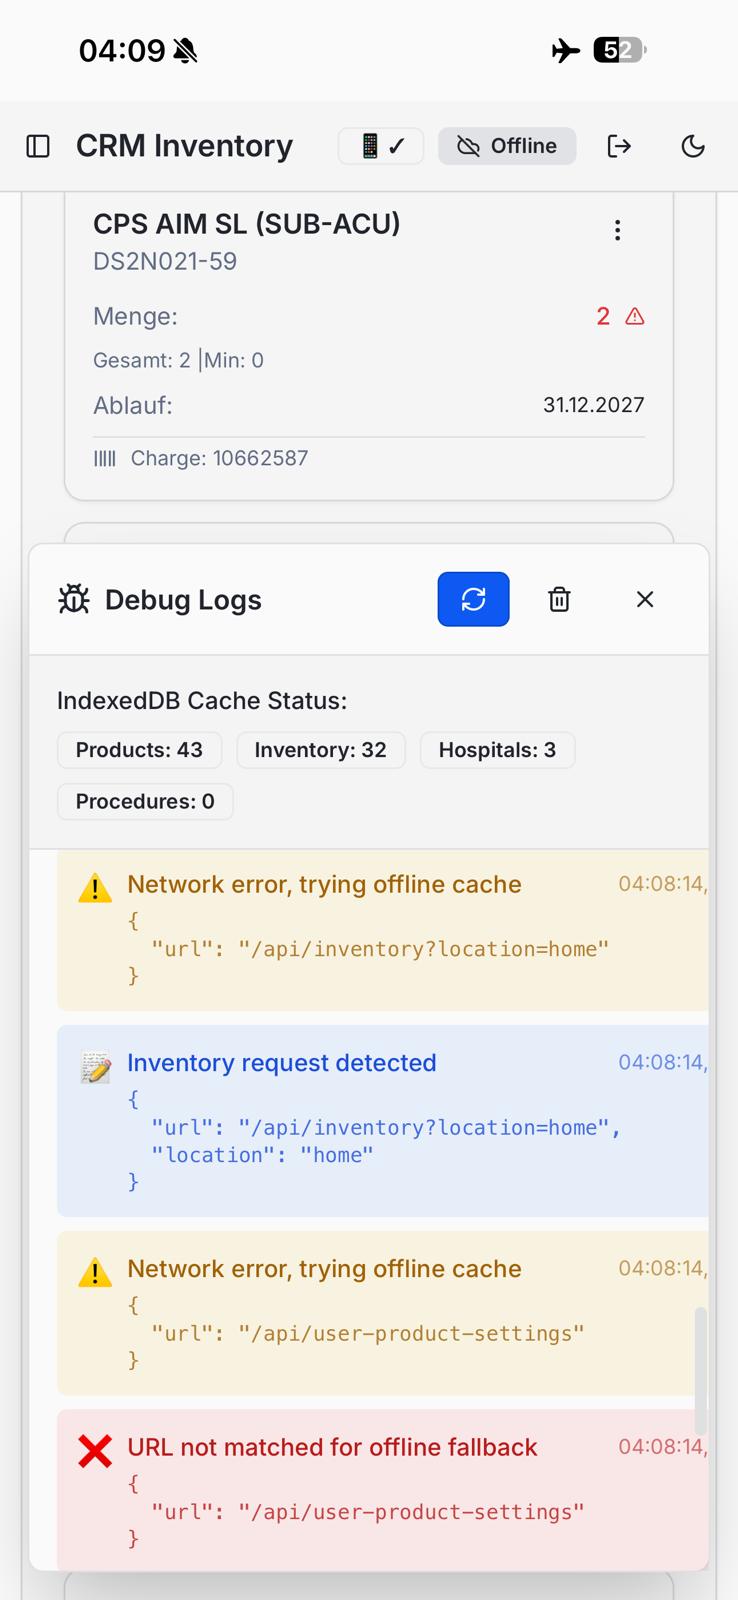 04:09
52
CRM Inventory
Offline
CPS AIM SL (SUB-ACU)
DS2N021-59
Menge: 2
Gesamt: 2 |Min: 0
Ablauf: 31.12.2027
Charge: 10662587
Debug Logs
IndexedDB Cache Status:
Products: 43 Inventory: 32 Hospitals: 3
Procedures: 0
Network error, trying offline cache 04:08:14,
{
"url": "/api/inventory?location=home"
}
Inventory request detected 04:08:14,
{
"url": "/api/inventory?location=home",
"location": "home"
}
Network error, trying offline cache 04:08:14,
{
"url": "/api/user-product-settings"
}
URL not matched for offline fallback 04:08:14,
{
"url": "/api/user-product-settings"
}